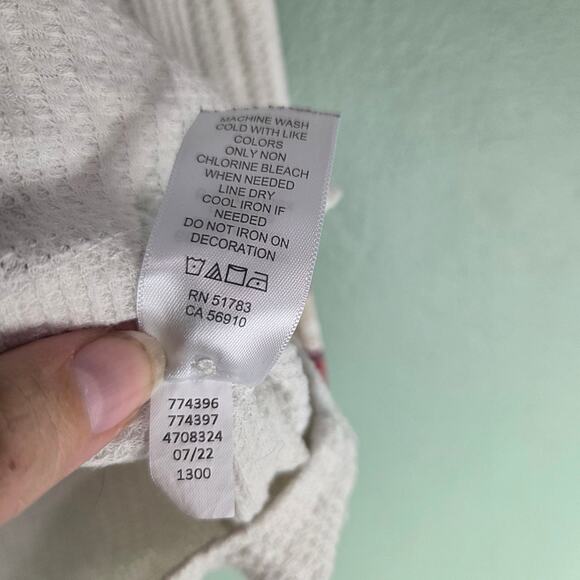 MACHINE WASH
COLD WITH LIKE
COLORS
ONLY NON
CHLORINE BLEACH
WHEN NEEDED
LINE DRY
COOL IRON IF
NEEDED
DO NOT IRON ON
DECORATION
RN 51783
CA 56910
774396
774397
4708324
07/22
1300